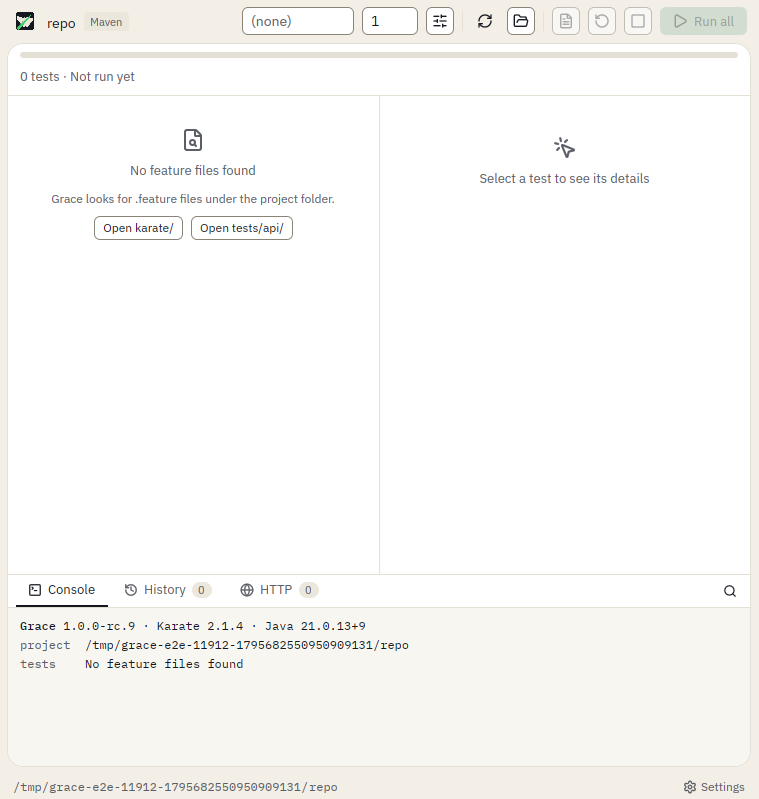 repo Maven (none) 1 Run all
0 tests · Not run yet
No feature files found
Grace looks for .feature files under the project folder.
Open karate/ Open tests/api/
Select a test to see its details
Console History 0 HTTP 0
Grace 1.0.0-rc.9 · Karate 2.1.4 · Java 21.0.13+9
project /tmp/grace-e2e-11912-1795682550950909131/repo
tests No feature files found
/tmp/grace-e2e-11912-1795682550950909131/repo Settings